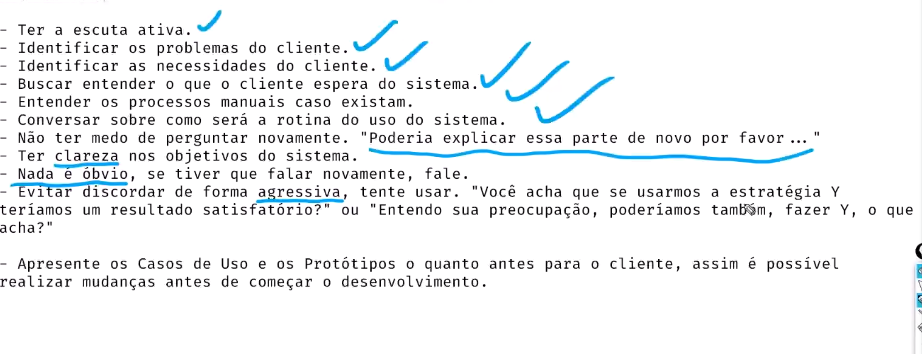 - Ter a escuta ativa.
- Identificar os problemas do cliente.
- Identificar as necessidades do cliente.
- Buscar entender o que o cliente espera do sistema.
- Entender os processos manuais caso existam.
- Conversar sobre como será a rotina do uso do sistema.
- Não ter medo de perguntar novamente. "Poderia explicar essa parte de novo por favor..."
- Ter clareza nos objetivos do sistema.
- Nada é óbvio, se tiver que falar novamente, fale.
- Evitar discordar de forma agressiva, tente usar. "Você acha que se usarmos a estratégia Y
teríamos um resultado satisfatório?" ou "Entendo sua preocupação, poderíamos também, fazer Y, o que
acha?"
- Apresente os Casos de Uso e os Protótipos o quanto antes para o cliente, assim é possível
realizar mudanças antes de começar o desenvolvimento.